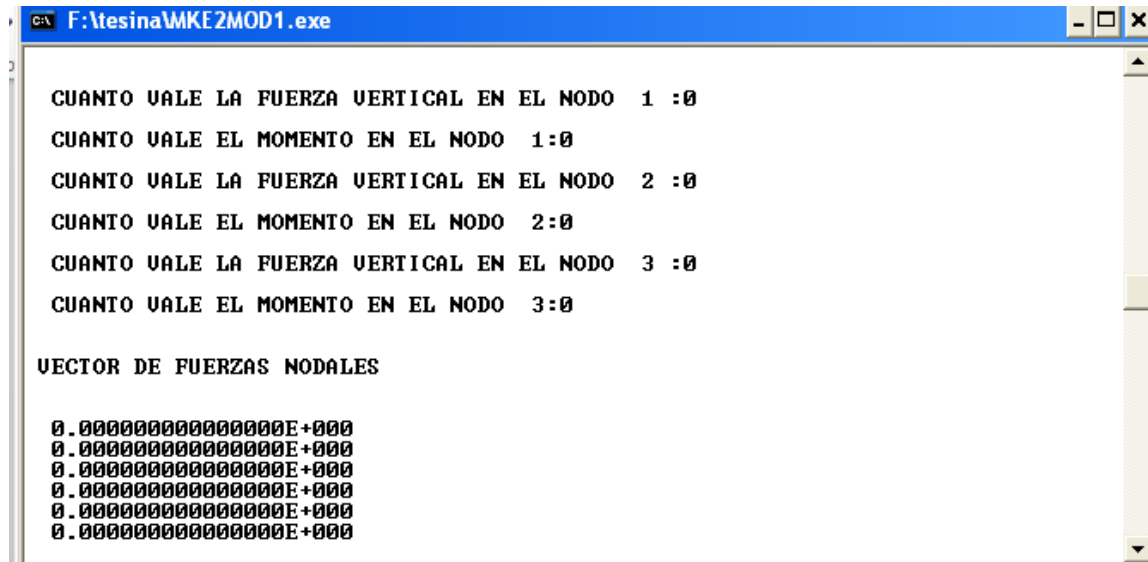 F:\tesina\MKE2MOD1.exe
CUANTO VALE LA FUERZA VERTICAL EN EL NODO  1 :0
CUANTO VALE EL MOMENTO EN EL NODO  1:0
CUANTO VALE LA FUERZA VERTICAL EN EL NODO  2 :0
CUANTO VALE EL MOMENTO EN EL NODO  2:0
CUANTO VALE LA FUERZA VERTICAL EN EL NODO  3 :0
CUANTO VALE EL MOMENTO EN EL NODO  3:0
VECTOR DE FUERZAS NODALES
0.000000000000000E+000
0.000000000000000E+000
0.000000000000000E+000
0.000000000000000E+000
0.000000000000000E+000
0.000000000000000E+000